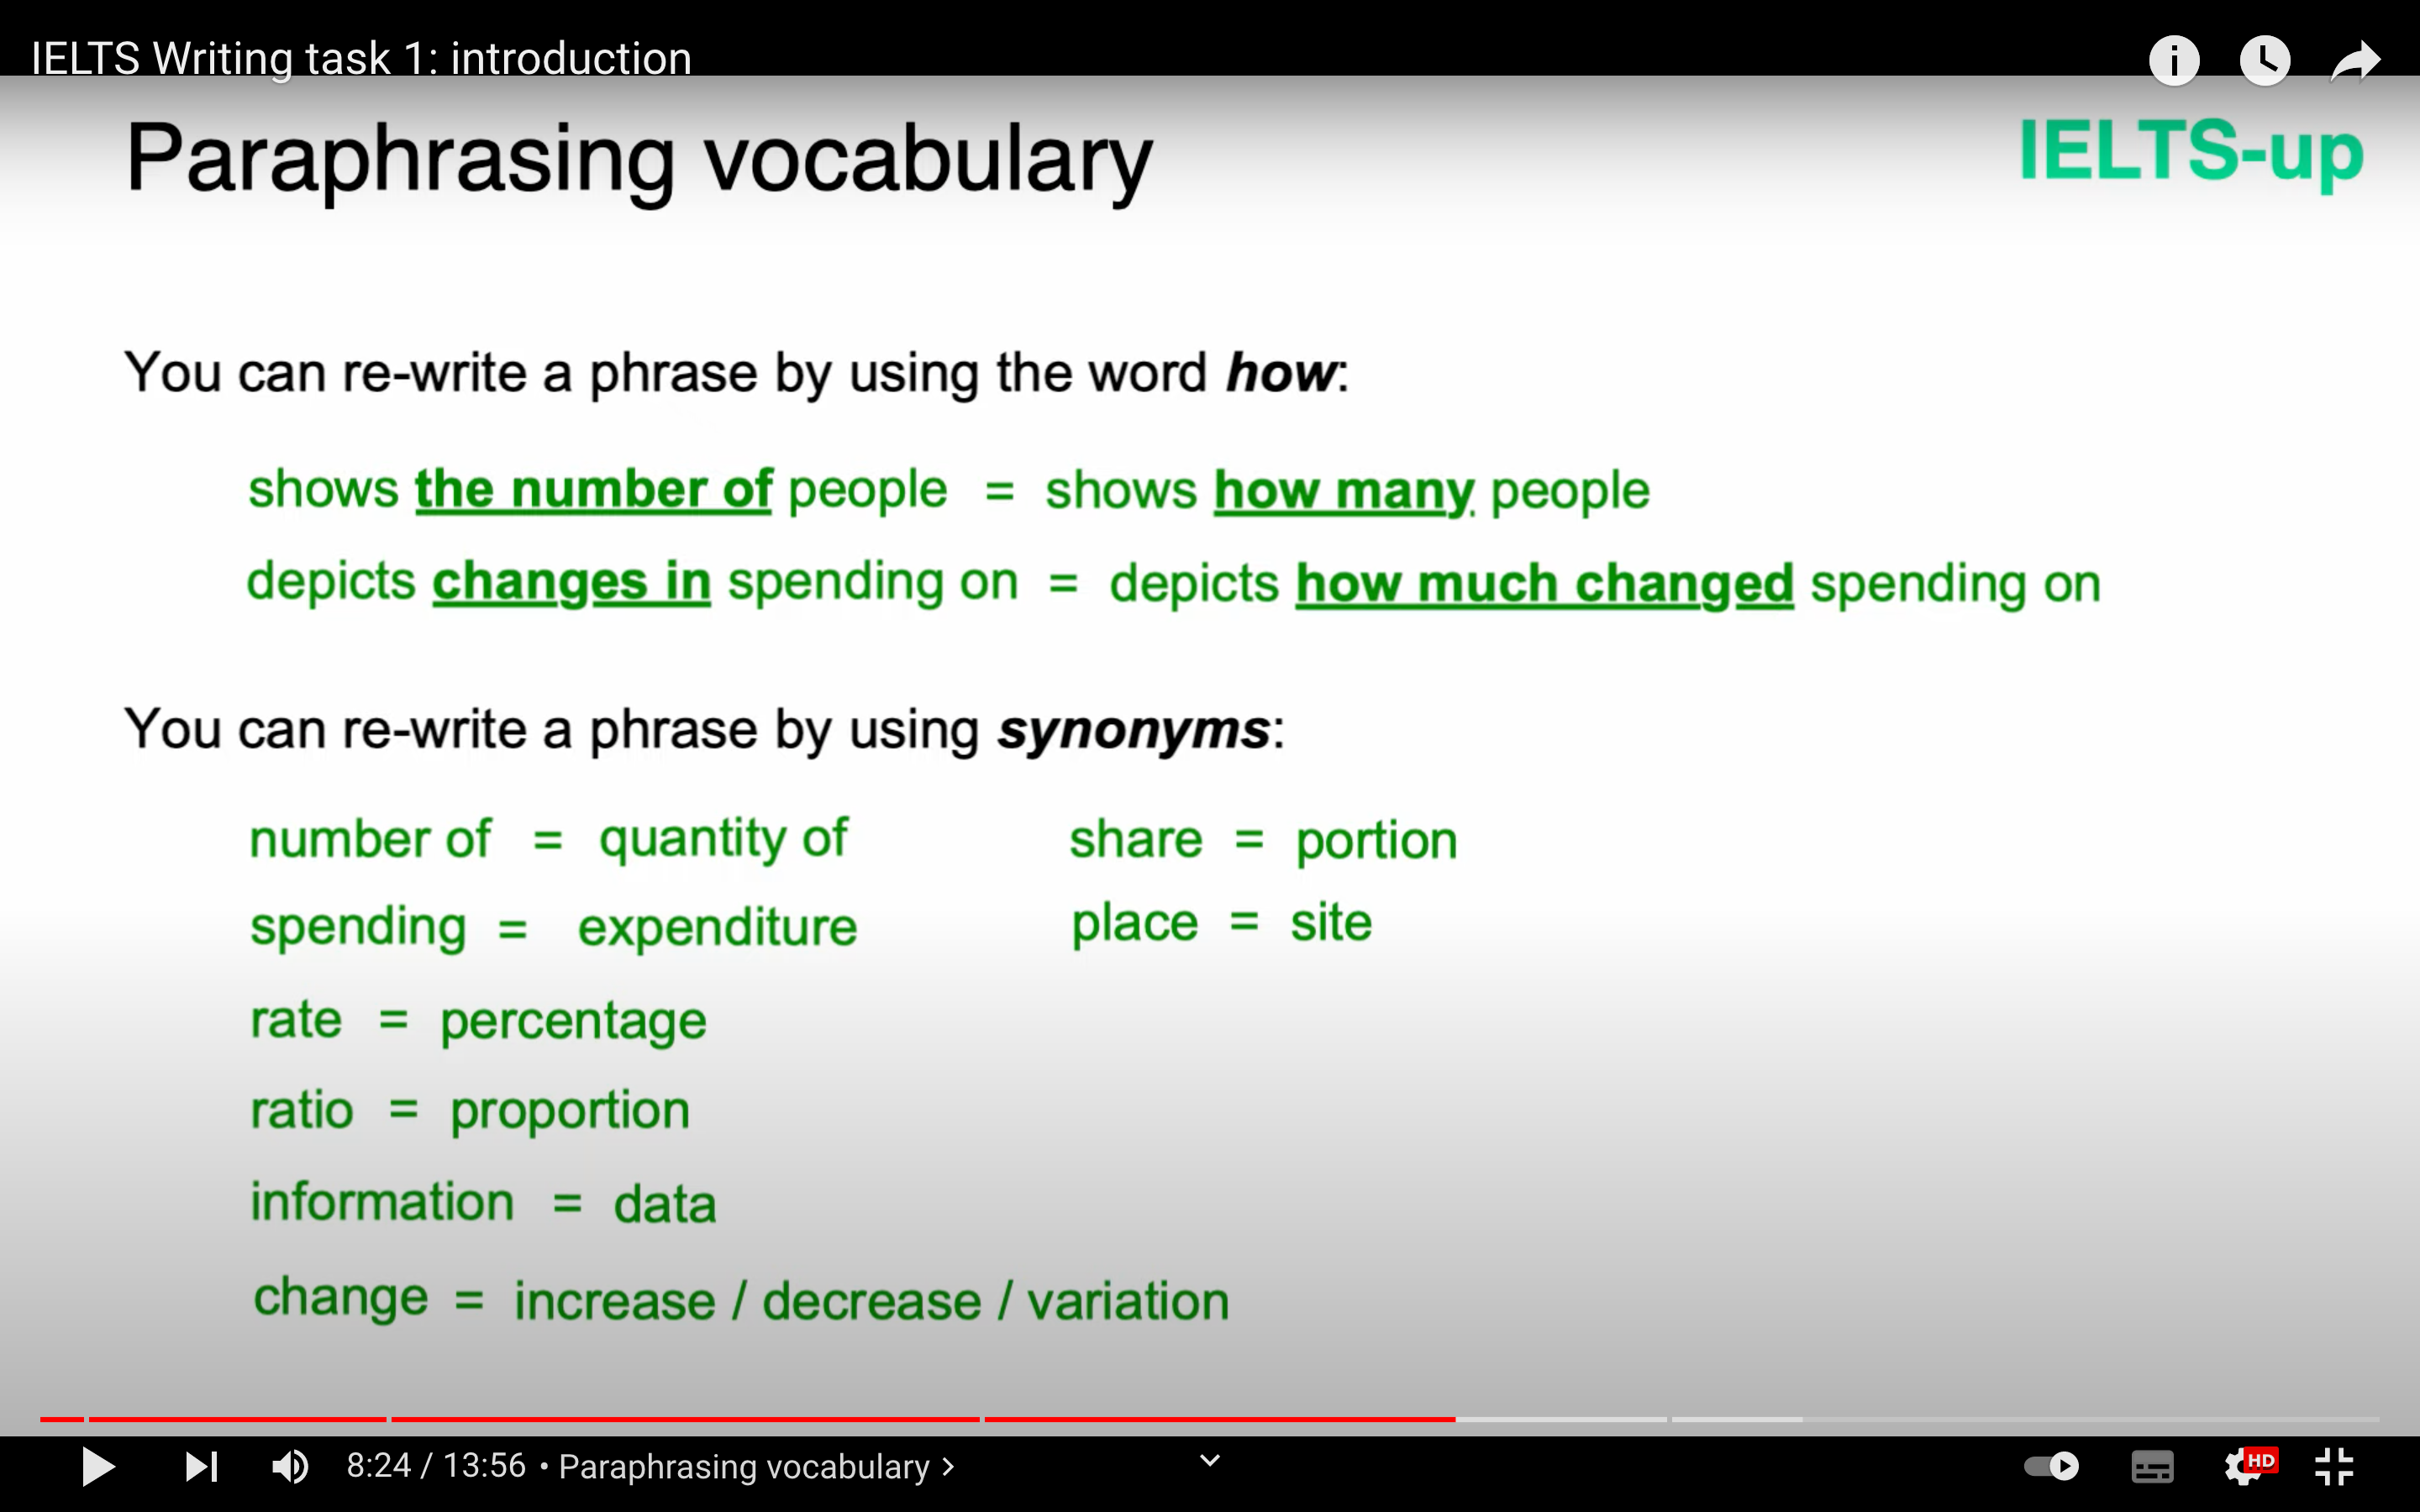 IELTS Writing task 1: introduction
Paraphrasing vocabulary
IELTS-up
You can re-write a phrase by using the word how:
shows the number of people = shows how many people
depicts changes in spending on = depicts how much changed spending on
You can re-write a phrase by using synonyms:
number of = quantity of
share = portion
spending = expenditure
place = site
rate = percentage
ratio = proportion
information = data
change = increase / decrease / variation
8:24 / 13:56 • Paraphrasing vocabulary >
HD